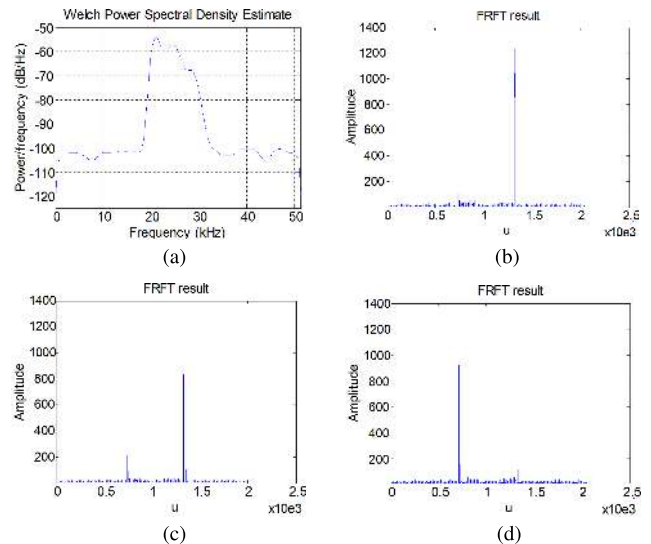 Welch Power Spectral Density Estimate
Power/frequency (dB/Hz)
-50
-60
-70
-80
-90
-100
-110
-120
0 10 20 30 40 50
Frequency (kHz)
(a)
FRFT result
Amplitude
1400
1200
1000
800
600
400
200
0 0.5 1 1.5 2 2.5
u
x10e3
(b)
FRFT result
Amplitude
1400
1200
1000
800
600
400
200
0 0.5 1 1.5 2 2.5
u
x10e3
(c)
FRFT result
Amplitude
1400
1200
1000
800
600
400
200
0 0.5 1 1.5 2 2.5
u
x10e3
(d)